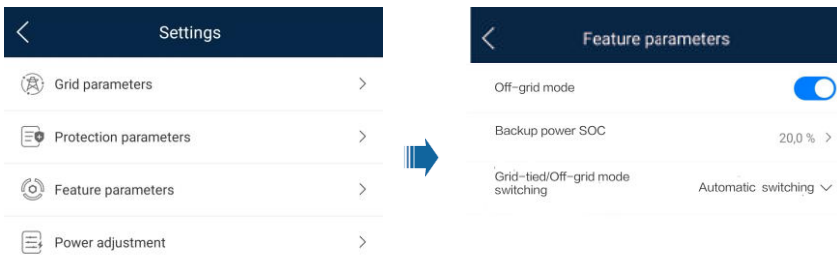 Settings
Grid parameters
Protection parameters
Feature parameters
Power adjustment
Feature parameters
Off-grid mode
Backup power SOC
20,0 %
Grid-tied/Off-grid mode
switching
Automatic switching